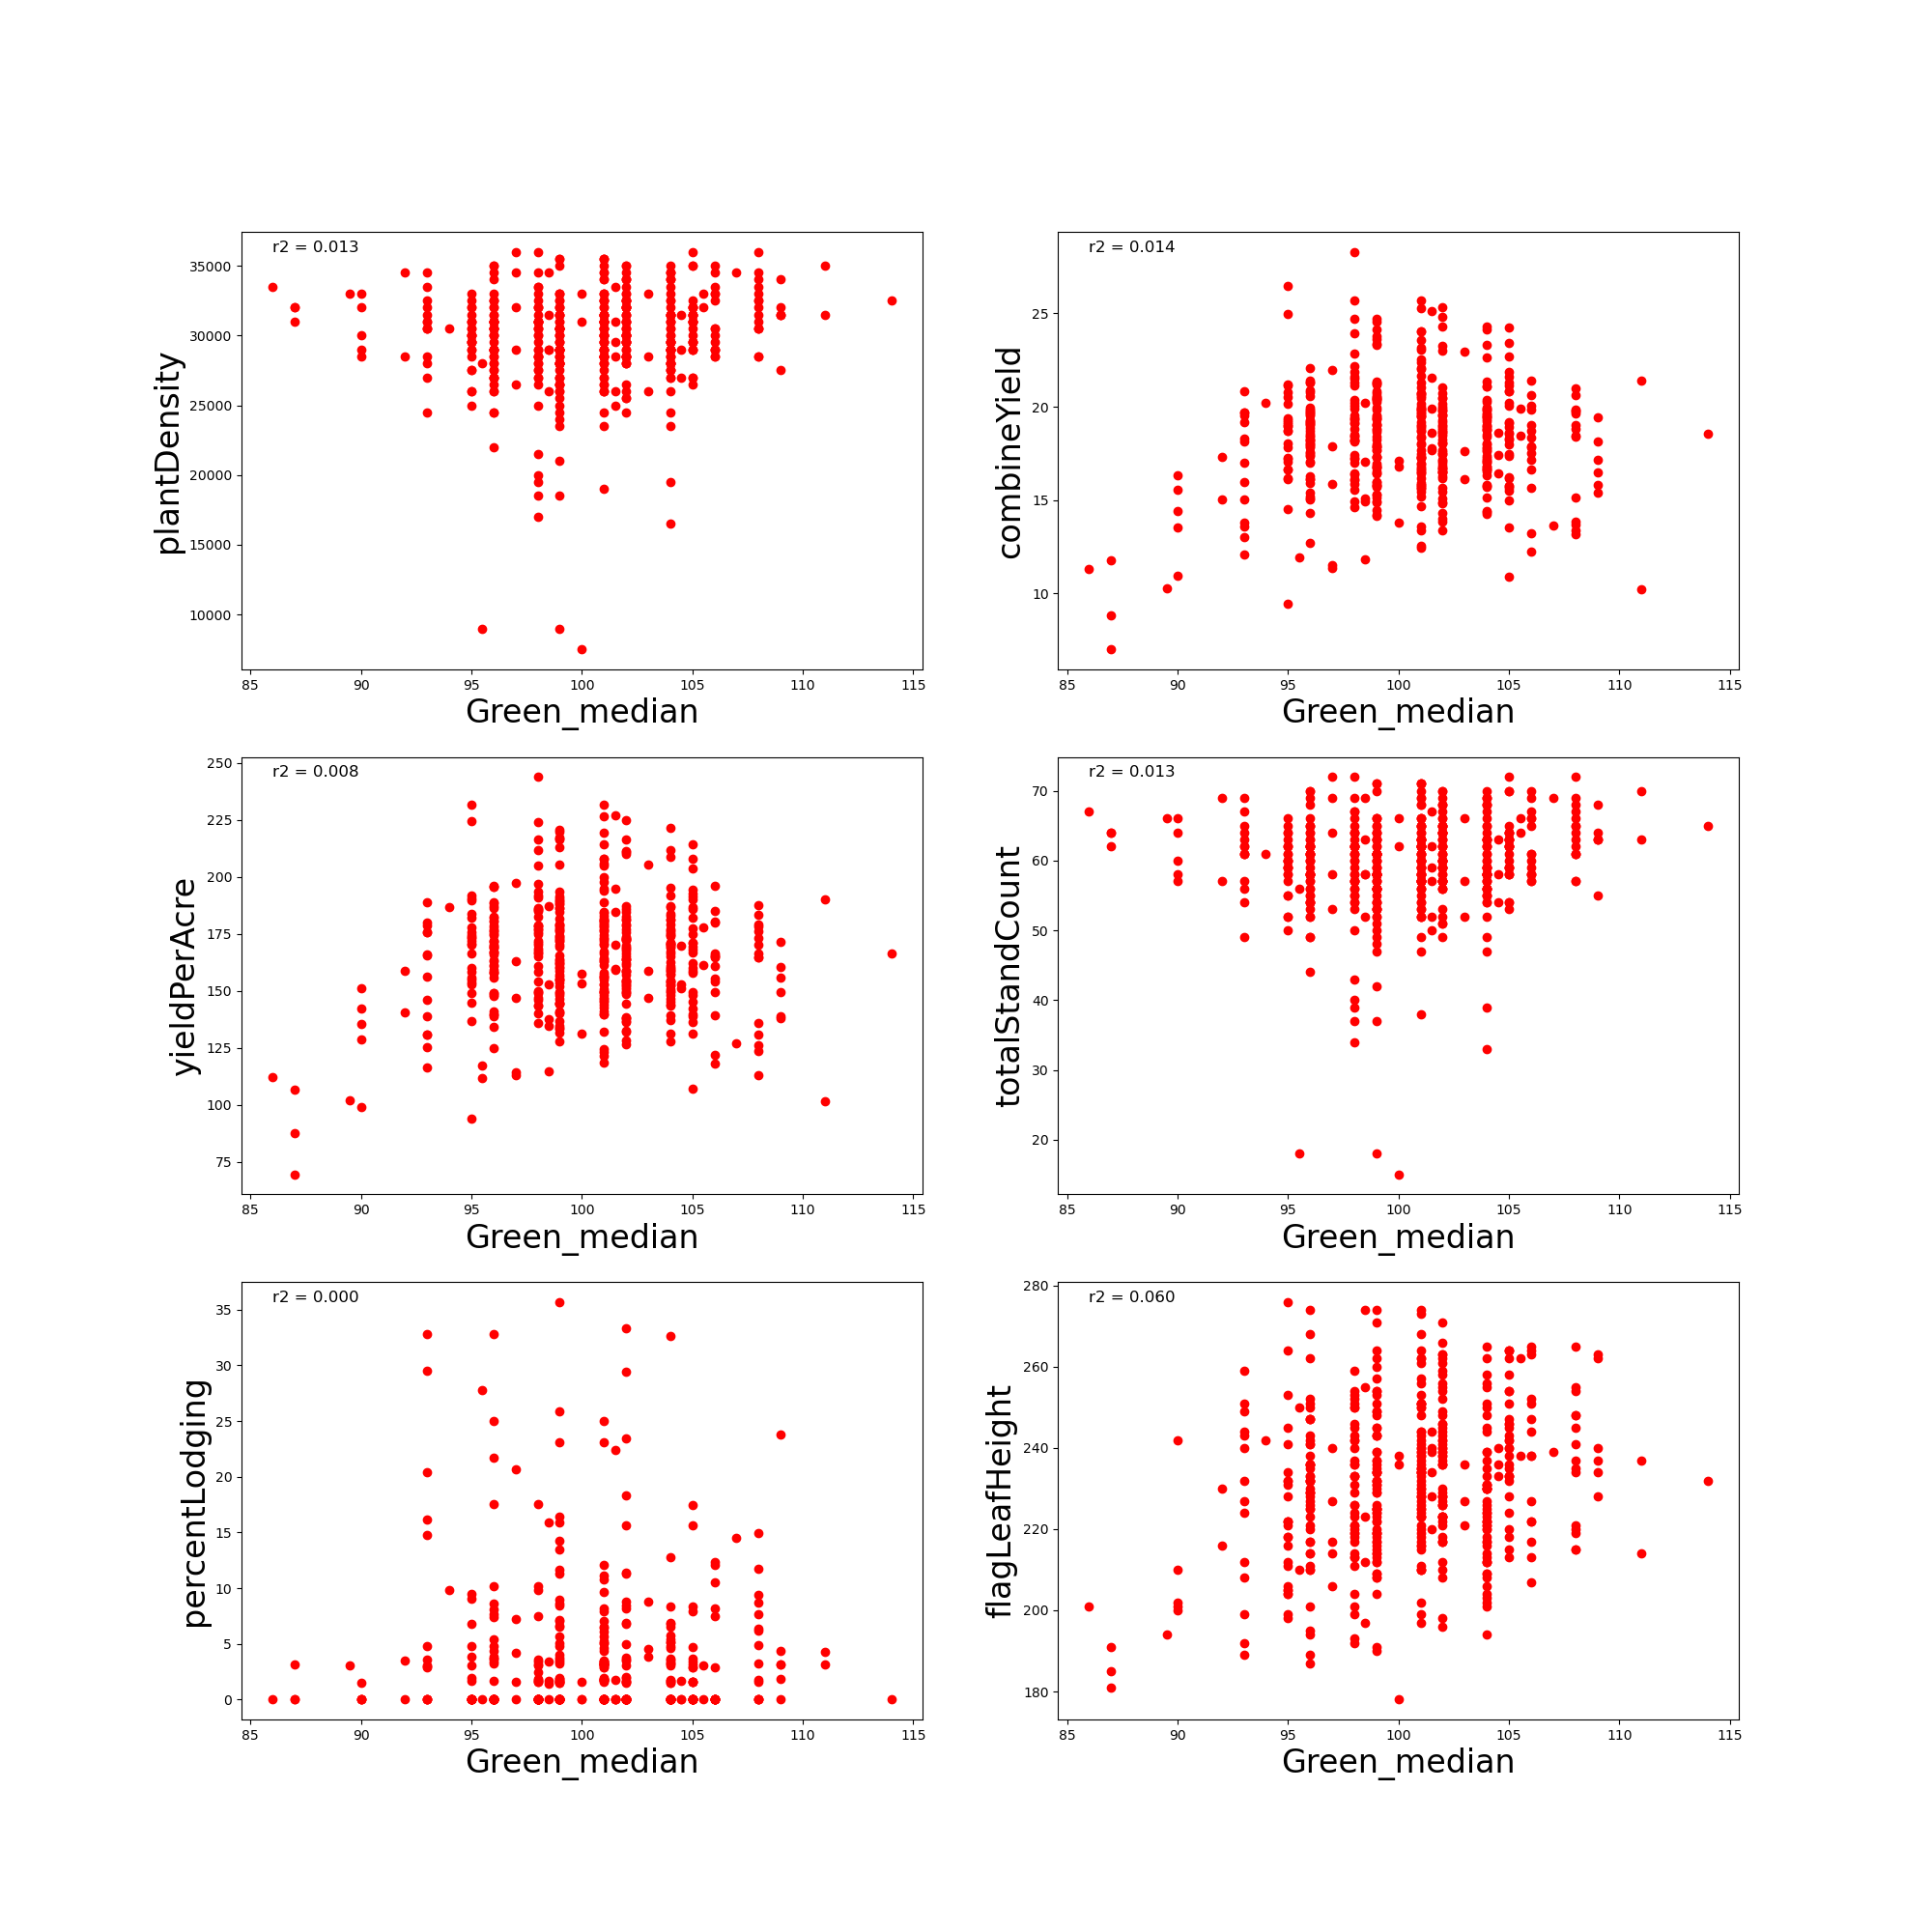 r2 = 0.013
35000
30000
25000
20000
15000
10000
plantDensity
85 90 95 100 105 110 115
Green_median
r2 = 0.014
25
20
15
10
combineYield
85 90 95 100 105 110 115
Green_median
r2 = 0.008
250
225
200
175
150
125
100
75
yieldPerAcre
85 90 95 100 105 110 115
Green_median
r2 = 0.013
70
60
50
40
30
20
totalStandCount
85 90 95 100 105 110 115
Green_median
r2 = 0.000
35
30
25
20
15
10
5
0
percentLodging
85 90 95 100 105 110 115
Green_median
r2 = 0.060
280
260
240
220
200
180
flagLeafHeight
85 90 95 100 105 110 115
Green_median